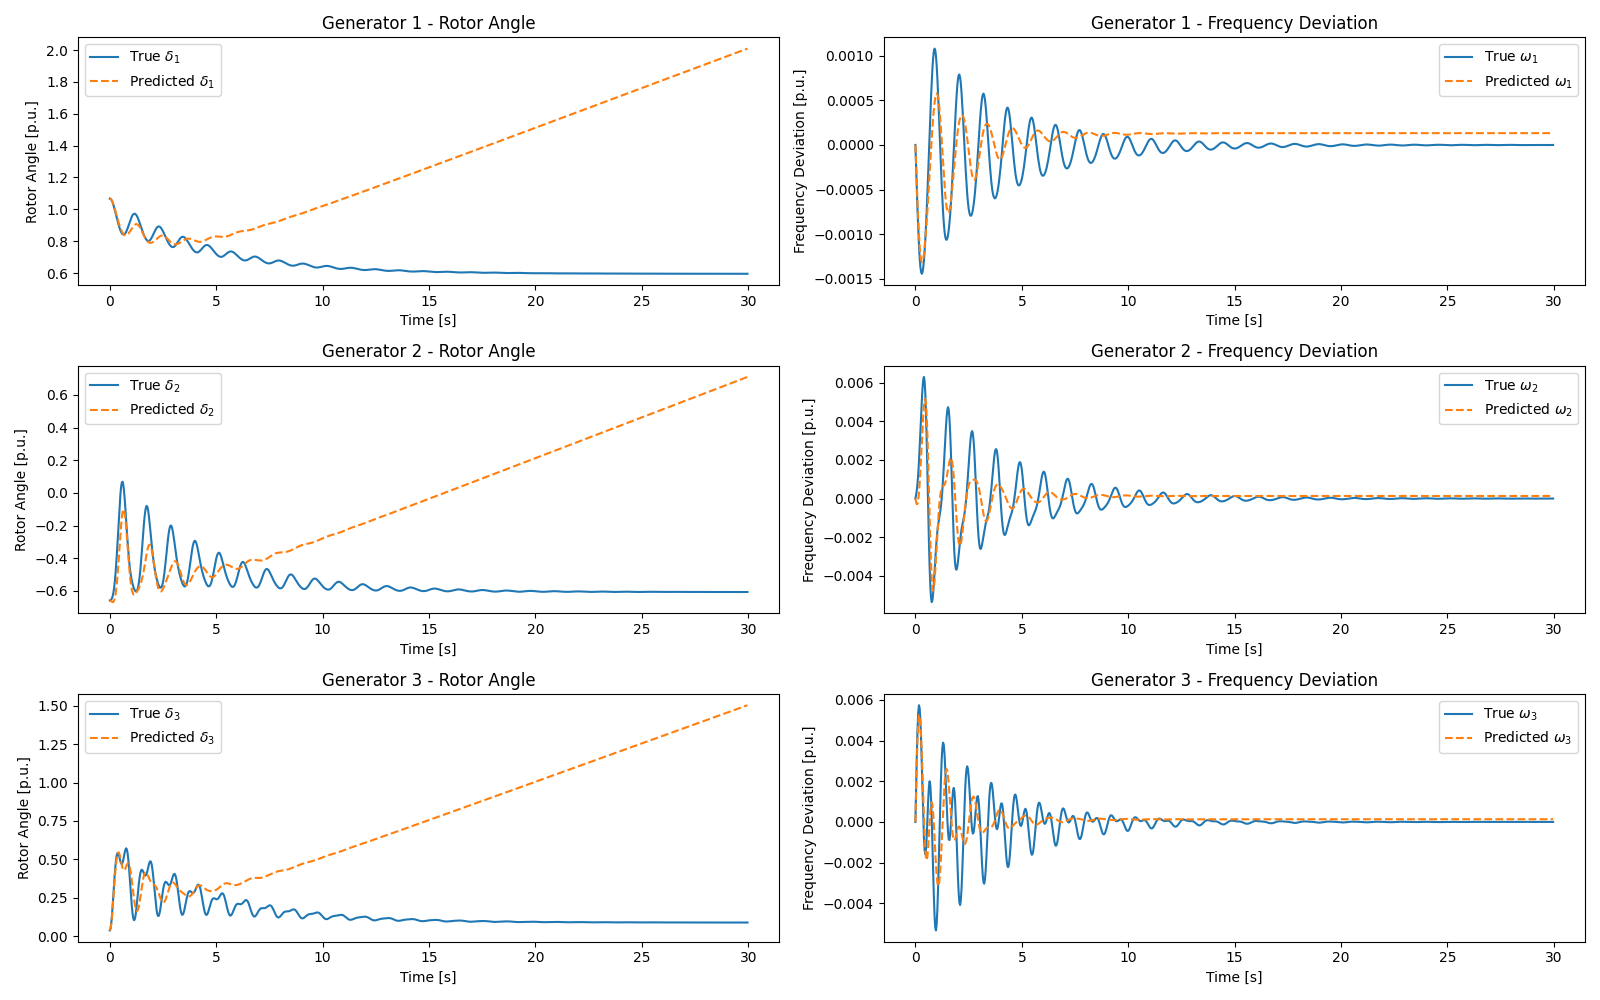 Generator 1 - Rotor Angle
Rotor Angle [p.u.]
2.0
1.8
1.6
1.4
1.2
1.0
0.8
0.6
True δ₁
Predicted δ₁
0 5 10 15 20 25 30
Time [s]
Generator 1 - Frequency Deviation
Frequency Deviation [p.u.]
0.0010
0.0005
0.0000
−0.0005
−0.0010
−0.0015
True ω₁
Predicted ω₁
0 5 10 15 20 25 30
Time [s]
Generator 2 - Rotor Angle
Rotor Angle [p.u.]
0.6
0.4
0.2
0.0
−0.2
−0.4
−0.6
True δ₂
Predicted δ₂
0 5 10 15 20 25 30
Time [s]
Generator 2 - Frequency Deviation
Frequency Deviation [p.u.]
0.006
0.004
0.002
0.000
−0.002
−0.004
True ω₂
Predicted ω₂
0 5 10 15 20 25 30
Time [s]
Generator 3 - Rotor Angle
Rotor Angle [p.u.]
1.50
1.25
1.00
0.75
0.50
0.25
0.00
True δ₃
Predicted δ₃
0 5 10 15 20 25 30
Time [s]
Generator 3 - Frequency Deviation
Frequency Deviation [p.u.]
0.006
0.004
0.002
0.000
−0.002
−0.004
True ω₃
Predicted ω₃
0 5 10 15 20 25 30
Time [s]